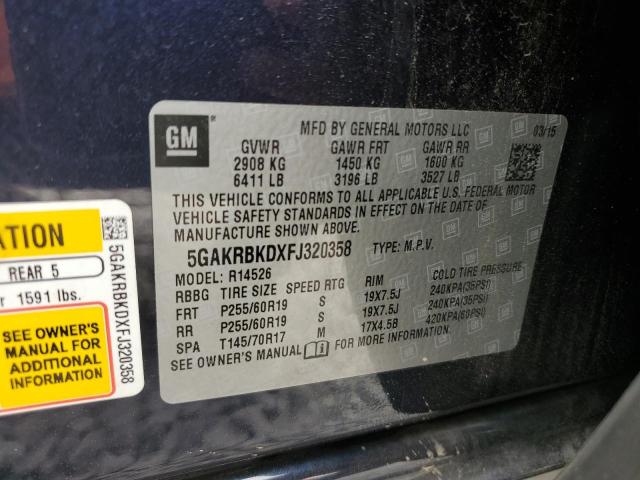 GM
MFD BY GENERAL MOTORS LLC 03/15
GVWR GAWR FRT GAWR RR
2908 KG 1450 KG 1600 KG
6411 LB 3196 LB 3527 LB
THIS VEHICLE CONFORMS TO ALL APPLICABLE U.S. FEDERAL MOTOR
VEHICLE SAFETY STANDARDS IN EFFECT ON THE DATE OF
MANUFACTURE SHOWN ABOVE.
5GAKRBKDXFJ320358 TYPE: M.P.V.
MODEL: R14526
RBBG TIRE SIZE SPEED RTG RIM COLD TIRE PRESSURE
FRT P255/60R19 S 19X7.5J 240KPA(35PSI)
RR P255/60R19 S 19X7.5J 240KPA(35PSI)
SPA T145/70R17 M 17X4.5B 420KPA(60PSI)
SEE OWNER'S MANUAL FOR MORE INFORMATION.
ATION
REAR 5
1591 lbs.
SEE OWNER'S
MANUAL FOR
ADDITIONAL
INFORMATION
5GAKRBKDXFJ320358